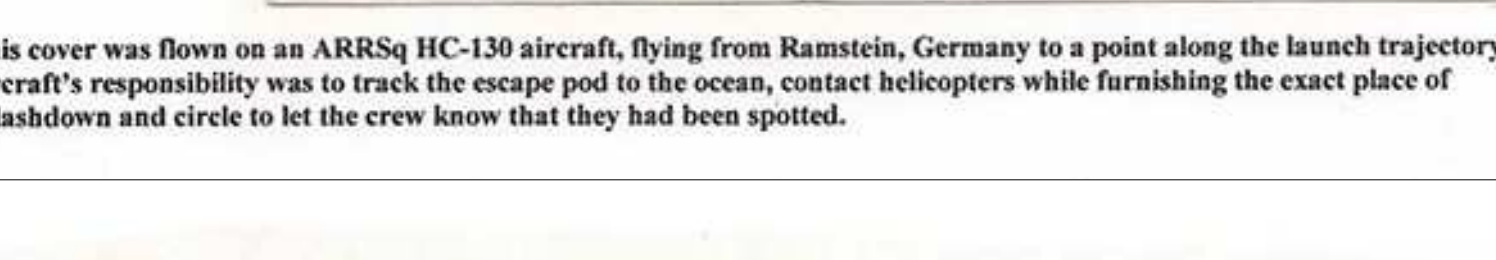 is cover was flown on an ARRSq HC-130 aircraft, flying from Ramstein, Germany to a point along the launch trajectory
craft's responsibility was to track the escape pod to the ocean, contact helicopters while furnishing the exact place of
lashdown and circle to let the crew know that they had been spotted.